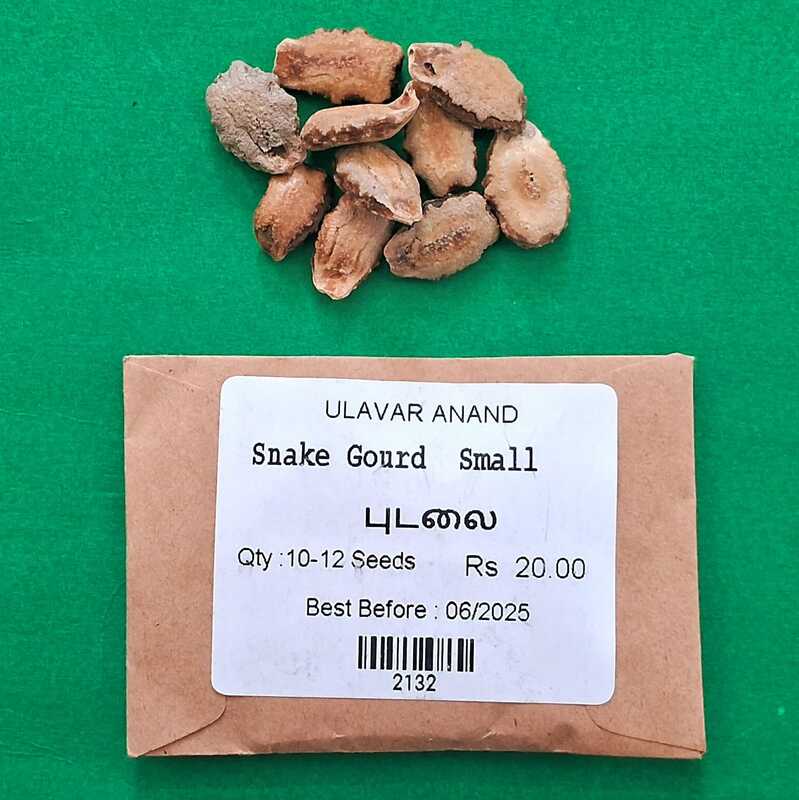 ULAVAR ANAND
Snake Gourd Small
புடலை
Qty :10-12 Seeds Rs 20.00
Best Before : 06/2025
2132